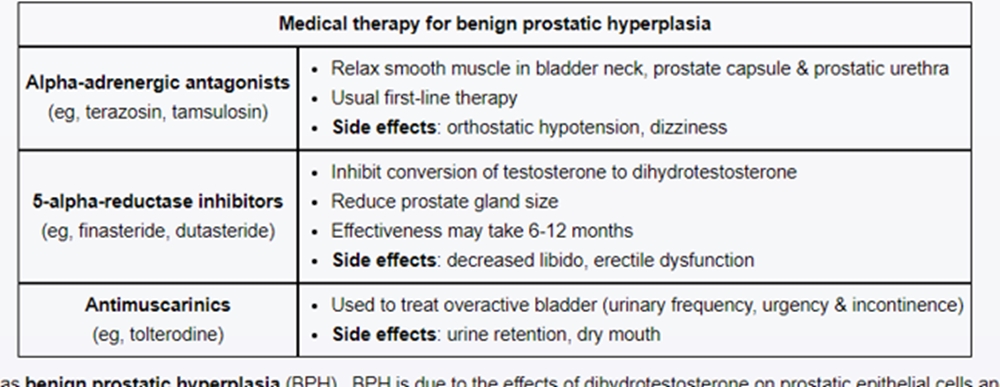 Medical therapy for benign prostatic hyperplasia
Alpha-adrenergic antagonists
(eg, terazosin, tamsulosin)
• Relax smooth muscle in bladder neck, prostate capsule & prostatic urethra
• Usual first-line therapy
• Side effects: orthostatic hypotension, dizziness
5-alpha-reductase inhibitors
(eg, finasteride, dutasteride)
• Inhibit conversion of testosterone to dihydrotestosterone
• Reduce prostate gland size
• Effectiveness may take 6-12 months
• Side effects: decreased libido, erectile dysfunction
Antimuscarinics
(eg, tolterodine)
• Used to treat overactive bladder (urinary frequency, urgency & incontinence)
• Side effects: urine retention, dry mouth
as benign prostatic hyperplasia (BPH). BPH is due to the effects of dihydrotestosterone on prostatic epithelial cells an